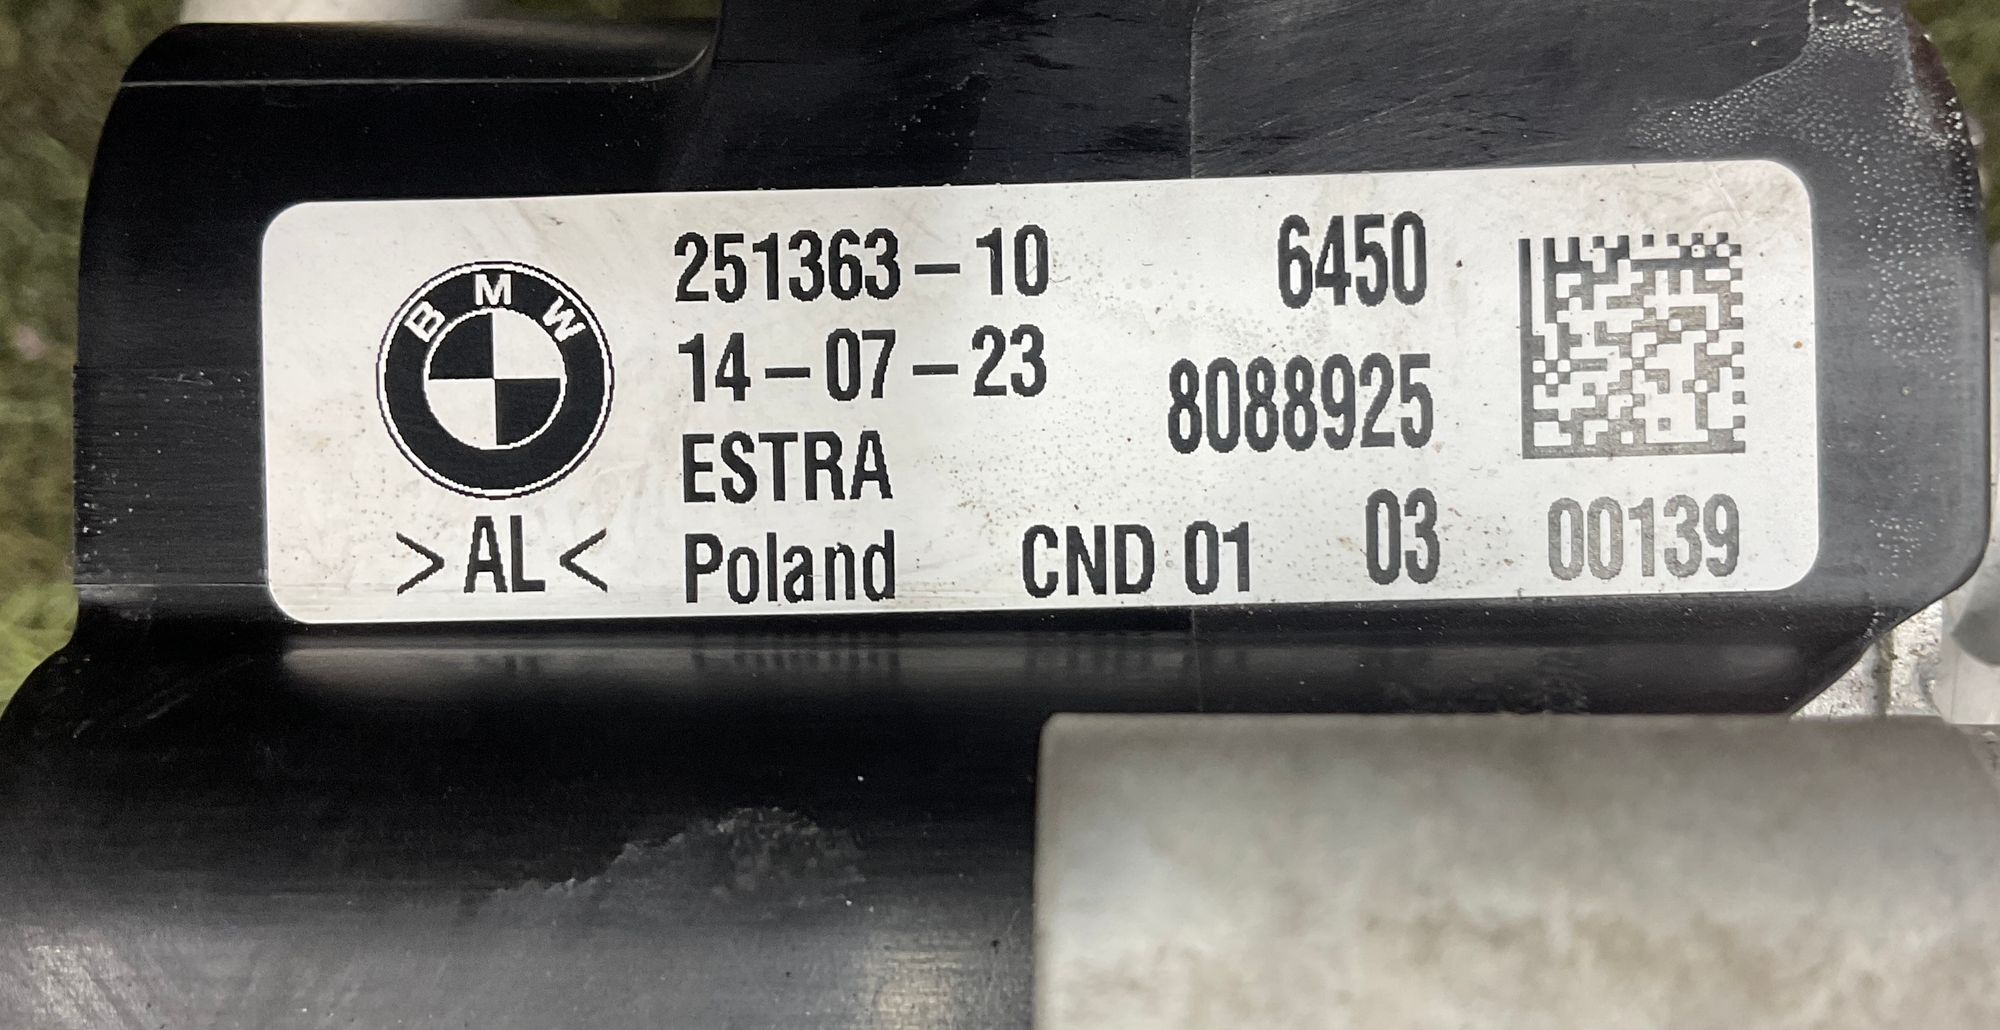 BMW
>AL<
251363-10 6450
14-07-23 8088925
ESTRA
Poland CND 01 03 00139